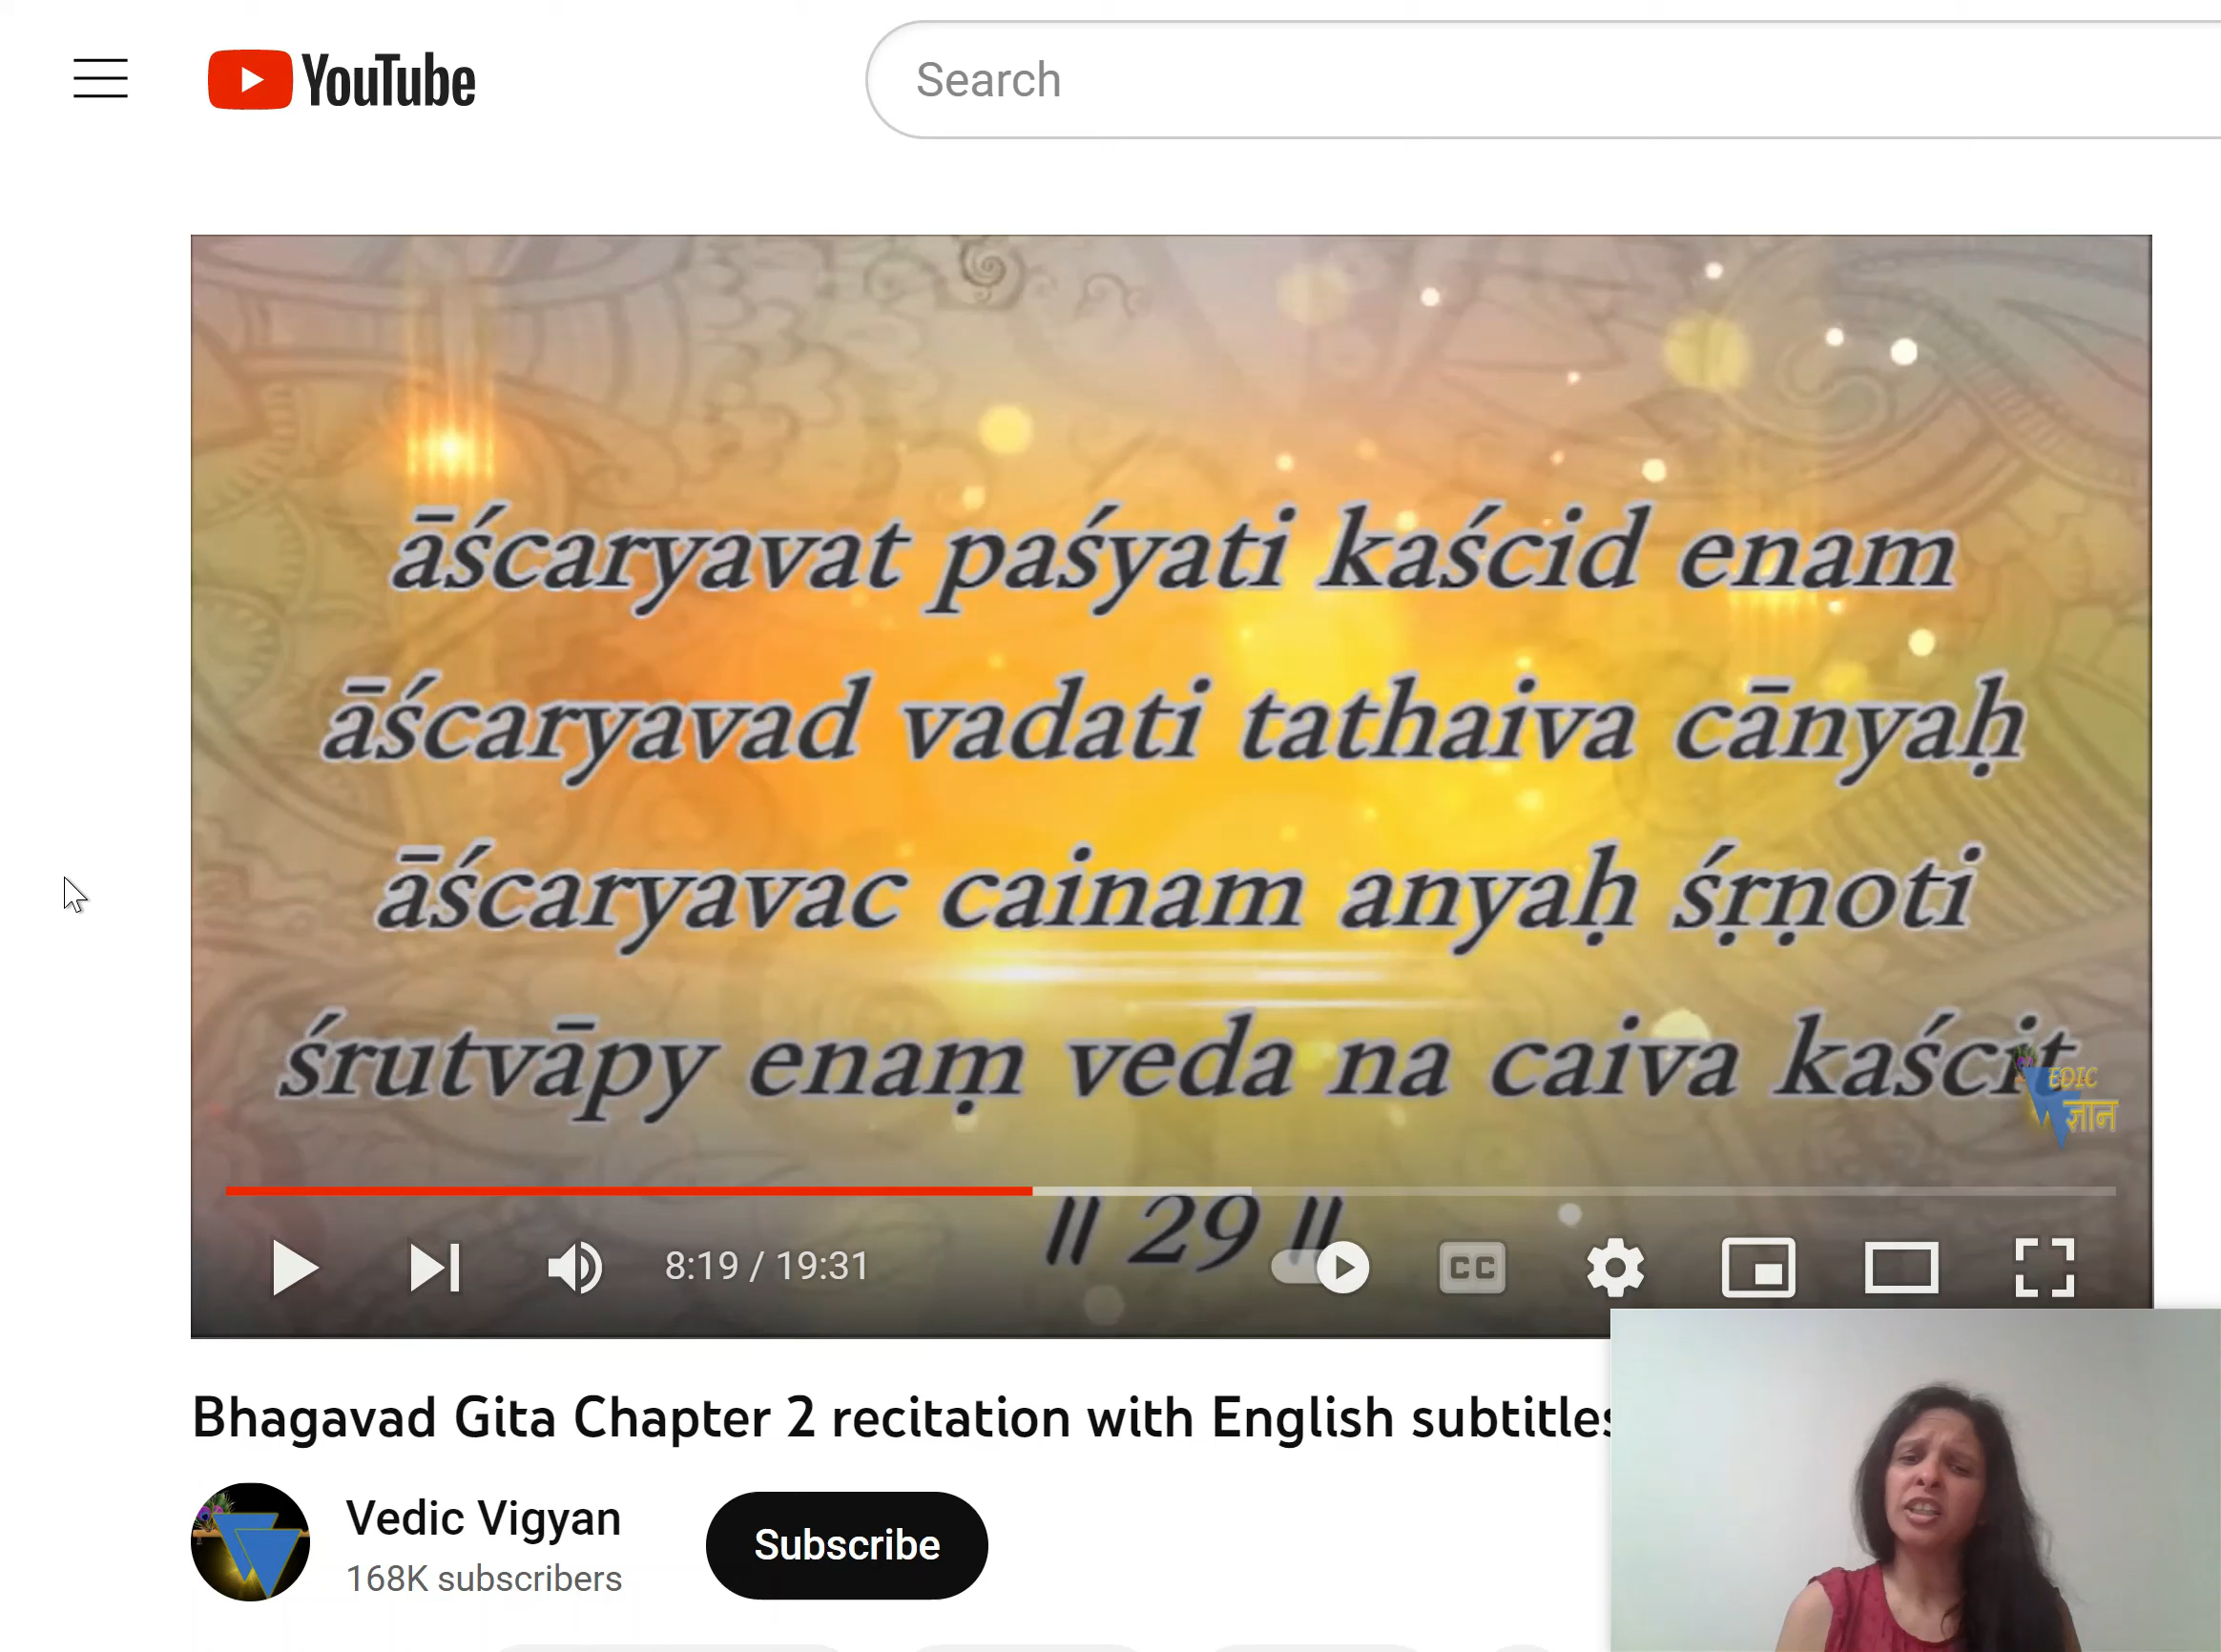 YouTube
Search
āścaryavat paśyati kaścid enam
āścaryavad vadati tathaiva cānyaḥ
āścaryavac cainam anyaḥ śṛṇoti
śrutvāpy enaṃ veda na caiva kaścit
EDIC
ज्ञान
॥ 29 ॥
8:19 / 19:31
CC
Bhagavad Gita Chapter 2 recitation with English subtitles
Vedic Vigyan
168K subscribers
Subscribe